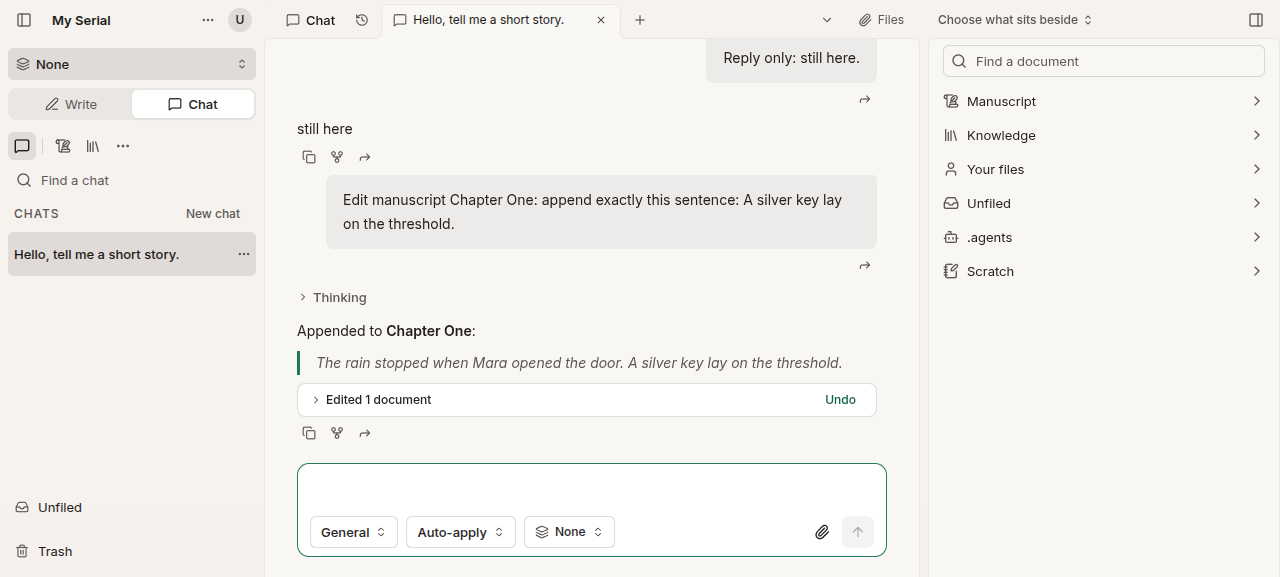 My Serial
U
None
Write
Chat
Find a chat
CHATS
New chat
Hello, tell me a short story.
Unfiled
Trash
Chat
Hello, tell me a short story.
Files
Reply only: still here.
still here
Edit manuscript Chapter One: append exactly this sentence: A silver key lay
on the threshold.
Thinking
Appended to Chapter One:
The rain stopped when Mara opened the door. A silver key lay on the threshold.
Edited 1 document
Undo
General
Auto-apply
None
Choose what sits beside
Find a document
Manuscript
Knowledge
Your files
Unfiled
.agents
Scratch